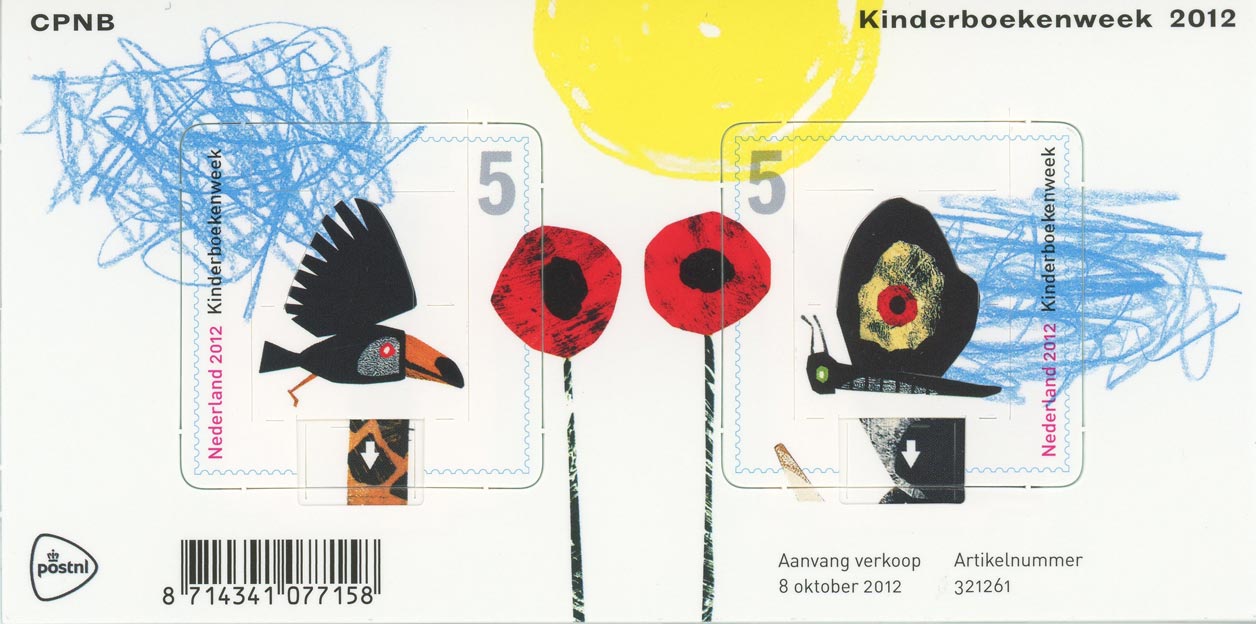 CPNB
Kinderboekenweek 2012
5
Nederland 2012 Kinderboekenweek
5
Nederland 2012 Kinderboekenweek
postnl
8 714341 077158
Aanvang verkoop
8 oktober 2012
Artikelnummer
321261